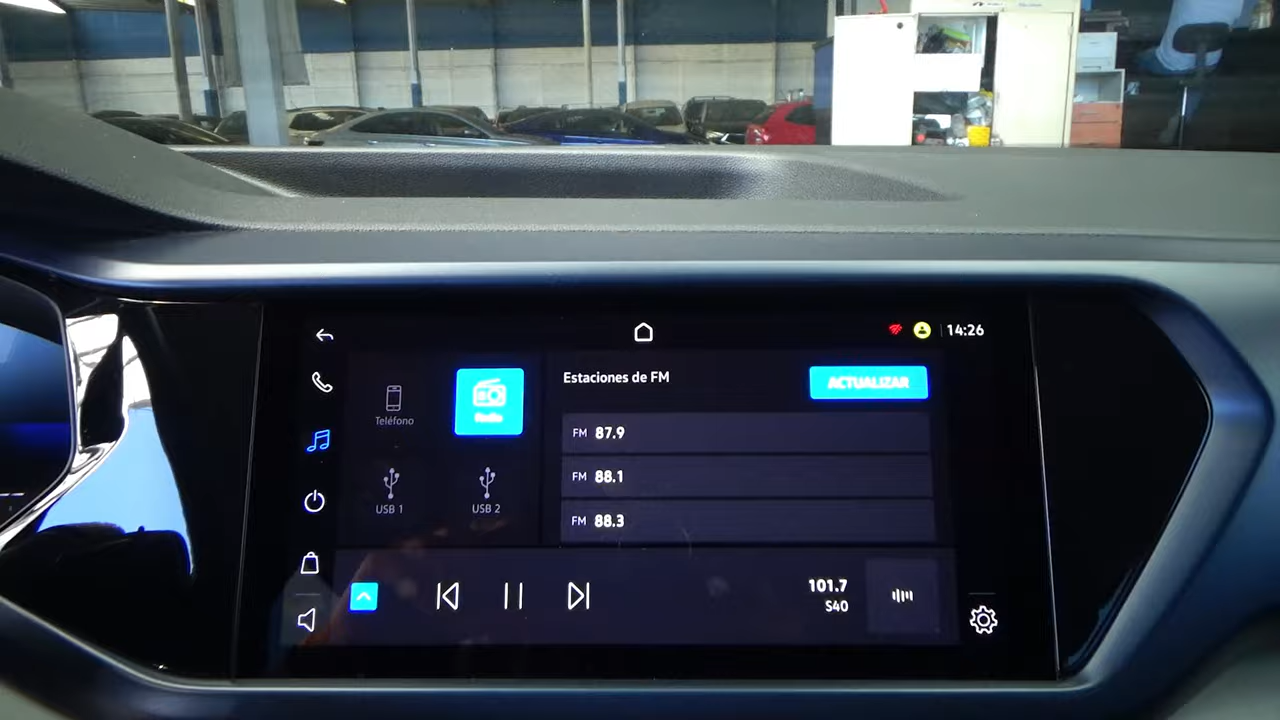 14:26
Estaciones de FM
ACTUALIZAR
Teléfono
Radio
FM 87.9
FM 88.1
USB 1
USB 2
FM 88.3
101.7
S40